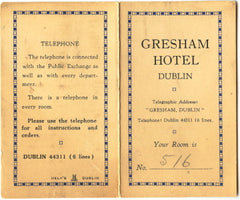 TELEPHONE
The telephone is connected
with the Public Exchange as
well as with every depart-
ment.
There is a telephone in
every room.
Please use the telephone
for all instructions and
orders.
DUBLIN 44311 (6 lines)
HELY'S DUBLIN
GRESHAM
HOTEL
DUBLIN
Telegraphic Address:
"GRESHAM, DUBLIN"
Telephone: Dublin 44311 (6 lines.
Your Room is
No. 516